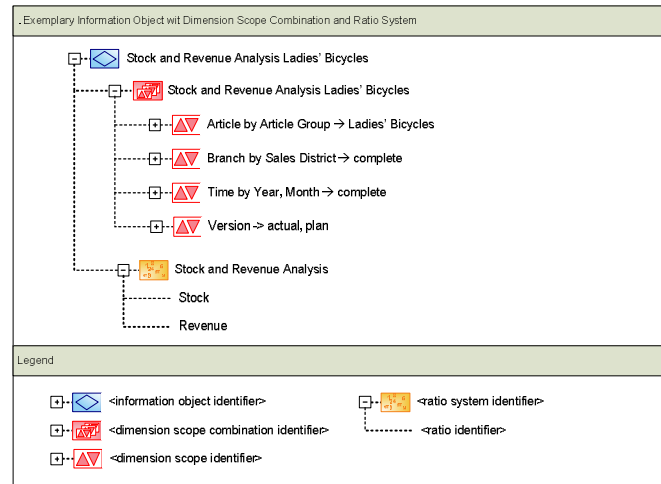 . Exemplary Information Object wit Dimension Scope Combination and Ratio System
Stock and Revenue Analysis Ladies’ Bicycles
Stock and Revenue Analysis Ladies’ Bicycles
Article by Article Group → Ladies’ Bicycles
Branch by Sales District → complete
Time by Year, Month → complete
Version -> actual, plan
Stock and Revenue Analysis
Stock
Revenue
Legend
<information object identifier>
<ratio system identifier>
<dimension scope combination identifier>
<ratio identifier>
<dimension scope identifier>